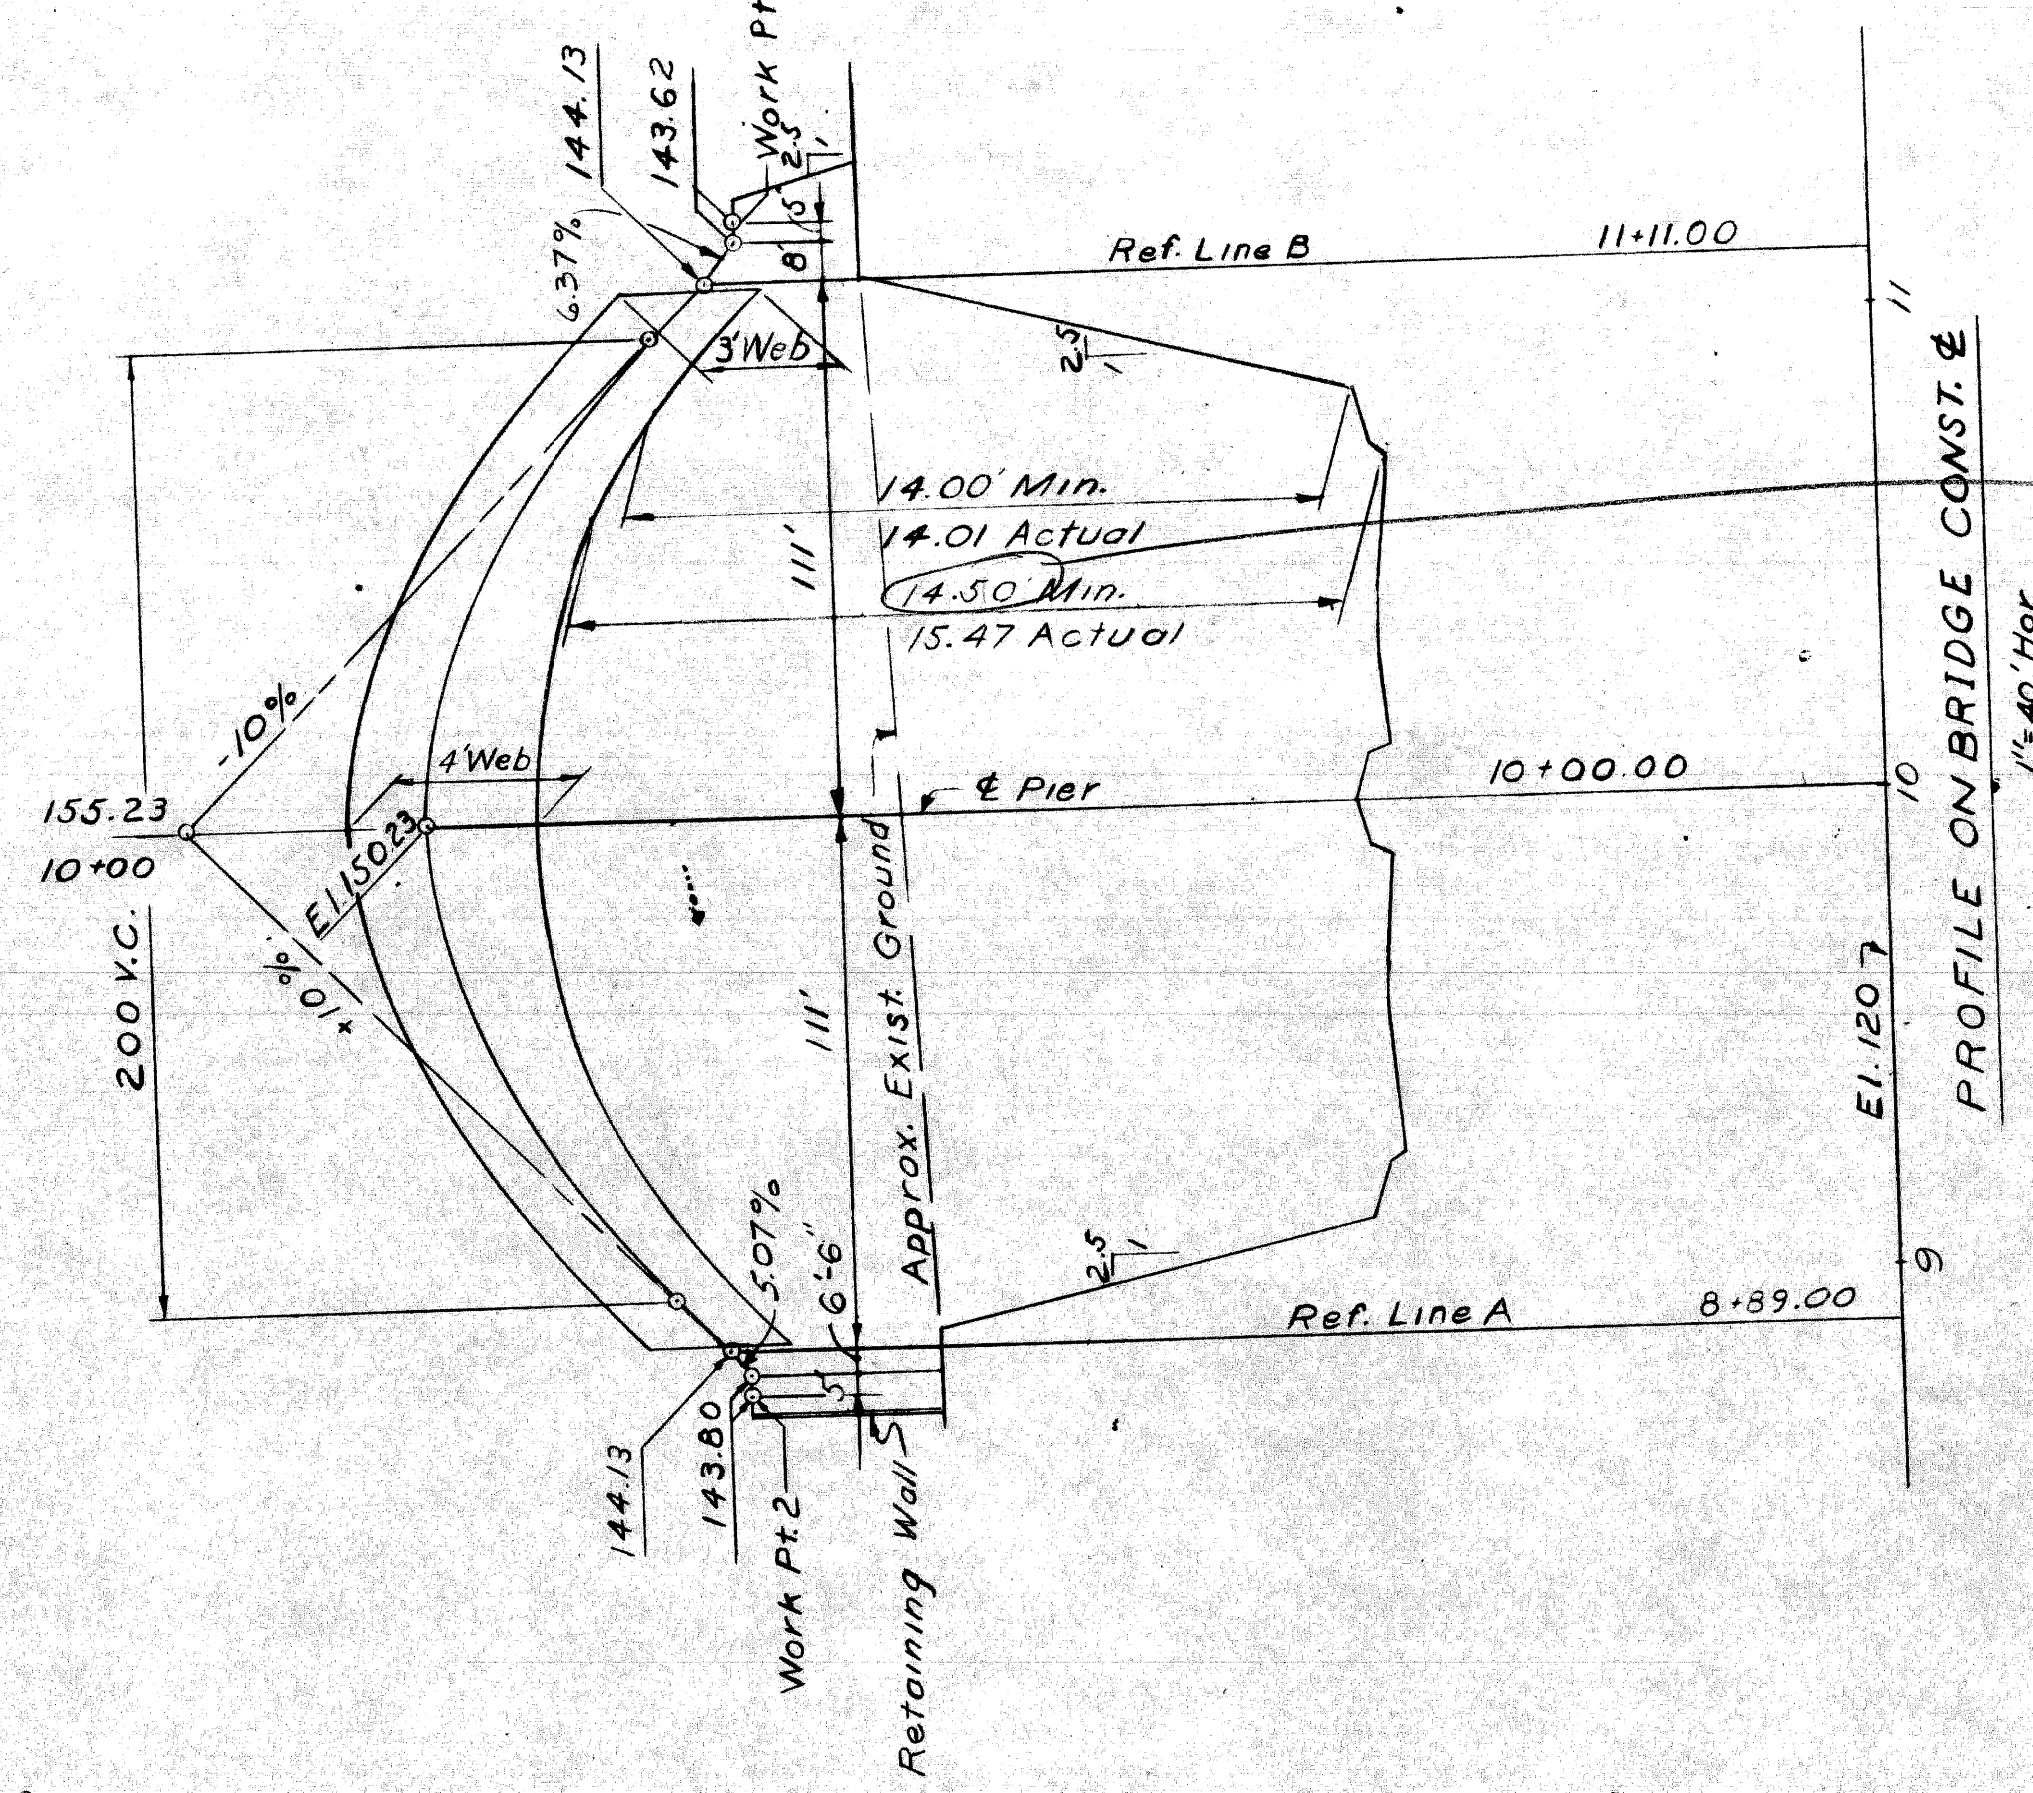 144.13
143.62
Work Pt
2.5
1
6.37%
8'
5'
3'Web
Ref. Line B
11+11.00
11
2.5
1
14.00' Min.
14.01 Actual
14.50' Min.
15.47 Actual
111'
-10%
4'Web
155.23
10+00
El.150.23
+10%
200 V.C.
℄ Pier
10+00.00
10
111'
Approx. Exist. Ground
El.120
PROFILE ON BRIDGE CONST. ℄
1"=40' Hor
2.5
1
Ref. Line A
8+89.00
9
5.07%
6'-6"
5'
144.13
143.80
Work Pt.2
Retaining Wall